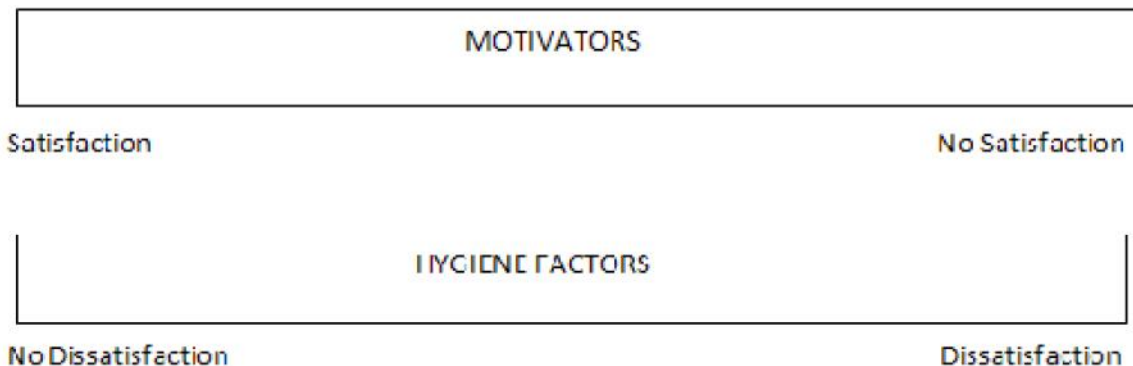 MOTIVATORS
Satisfaction No Satisfaction
HYGIENE FACTORS
No Dissatisfaction Dissatisfaction